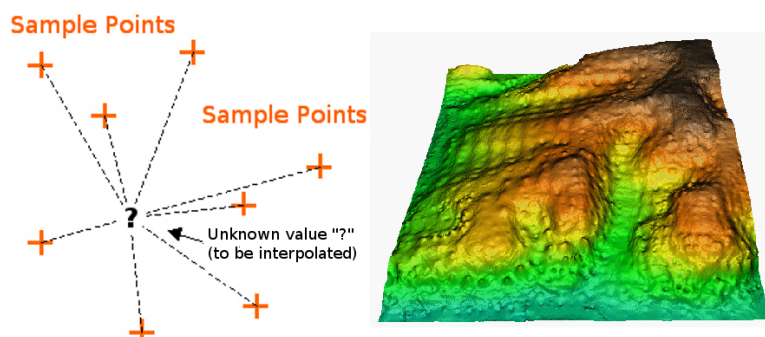 Sample Points
Sample Points
?
Unknown value "?"
(to be interpolated)